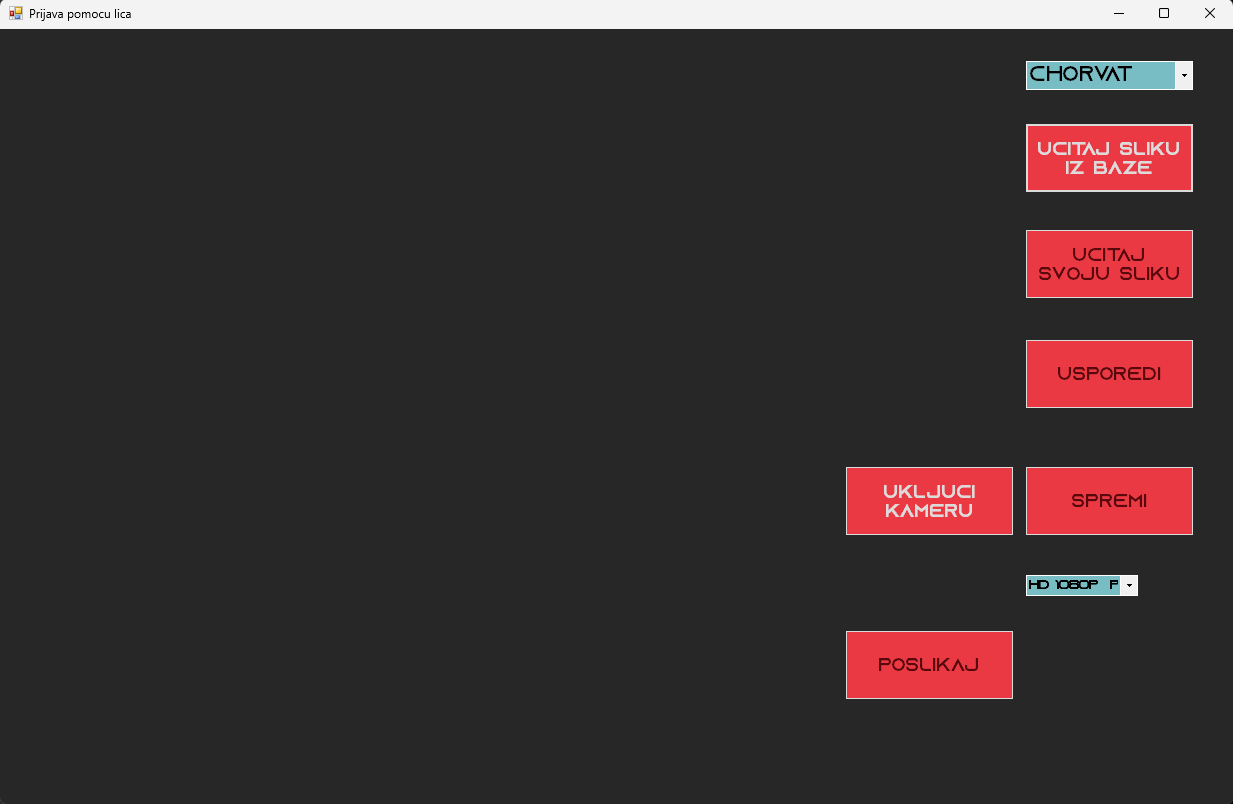 Prijava pomocu lica
CHORVAT
UCITAJ SLIKU
IZ BAZE
UCITAJ
SVOJU SLIKU
USPOREDI
UKLJUCI
KAMERU
SPREMI
HD 1080P
POSLIKAJ